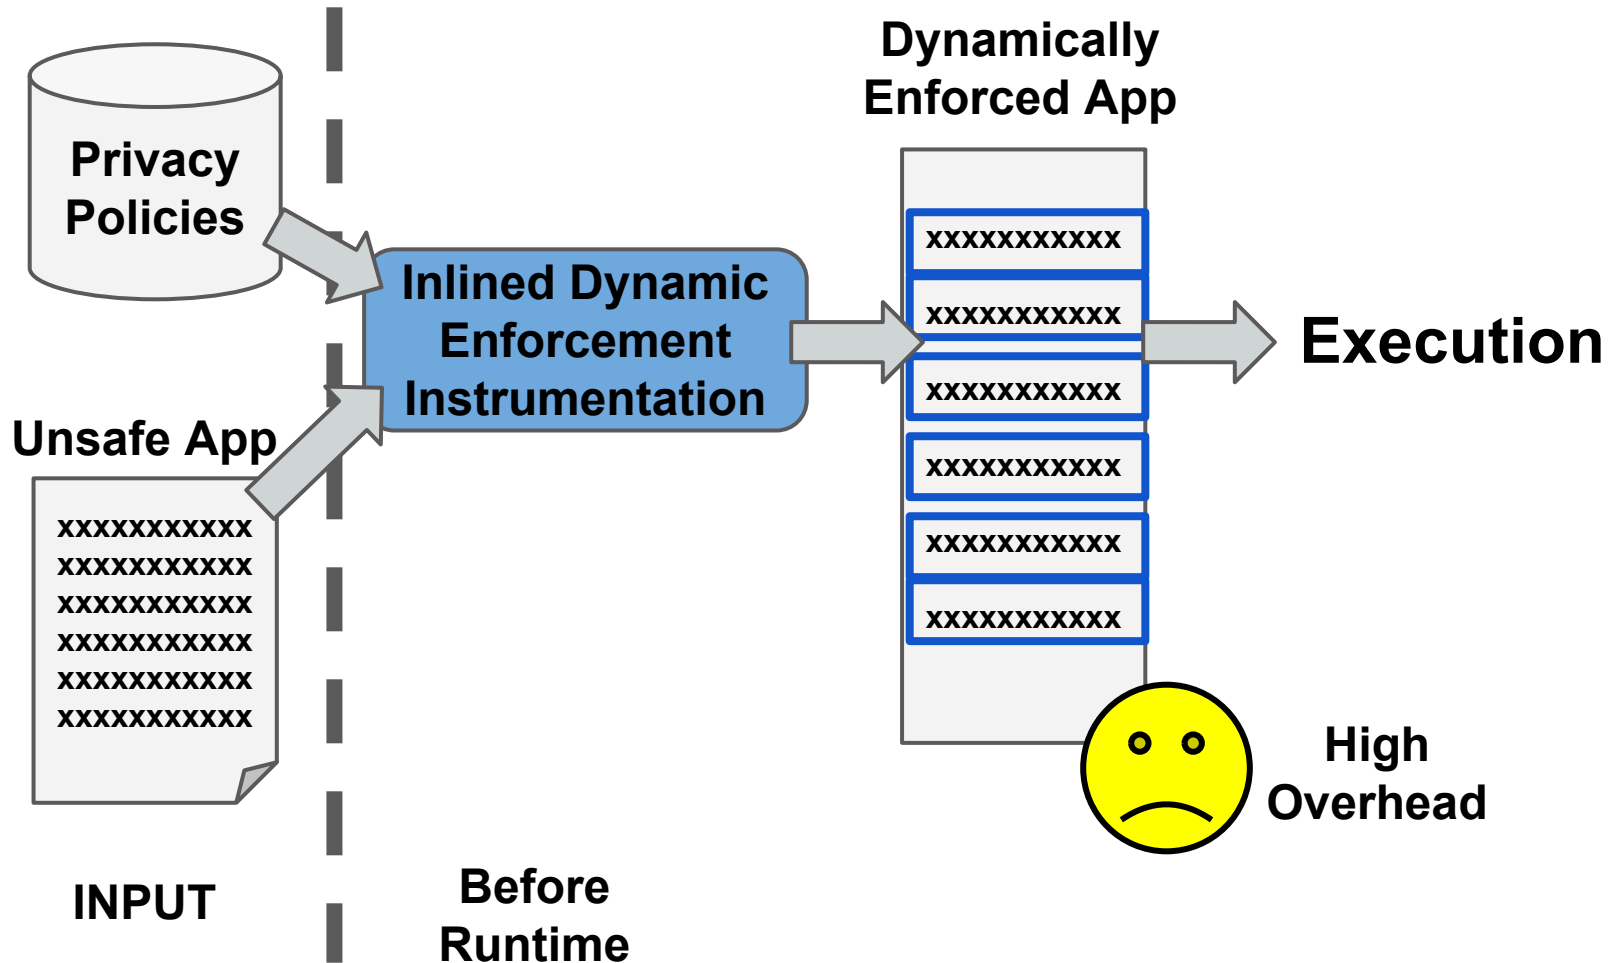 Privacy
Policies
Unsafe App
xxxxxxxxxxx
xxxxxxxxxxx
xxxxxxxxxxx
xxxxxxxxxxx
xxxxxxxxxxx
xxxxxxxxxxx
INPUT
Inlined Dynamic
Enforcement
Instrumentation
Before
Runtime
Dynamically
Enforced App
xxxxxxxxxxx
xxxxxxxxxxx
xxxxxxxxxxx
xxxxxxxxxxx
xxxxxxxxxxx
xxxxxxxxxxx
Execution
High
Overhead